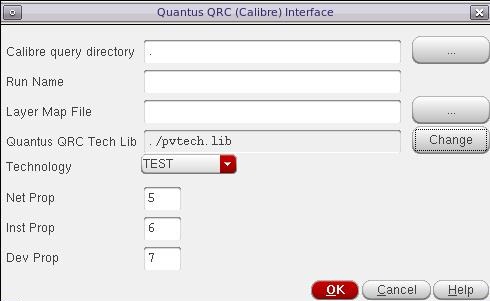 Quantus QRC (Calibre) Interface
Calibre query directory . ...
Run Name
Layer Map File ...
Quantus QRC Tech Lib ./pvtech.lib Change
Technology TEST
Net Prop 5
Inst Prop 6
Dev Prop 7
OK Cancel Help